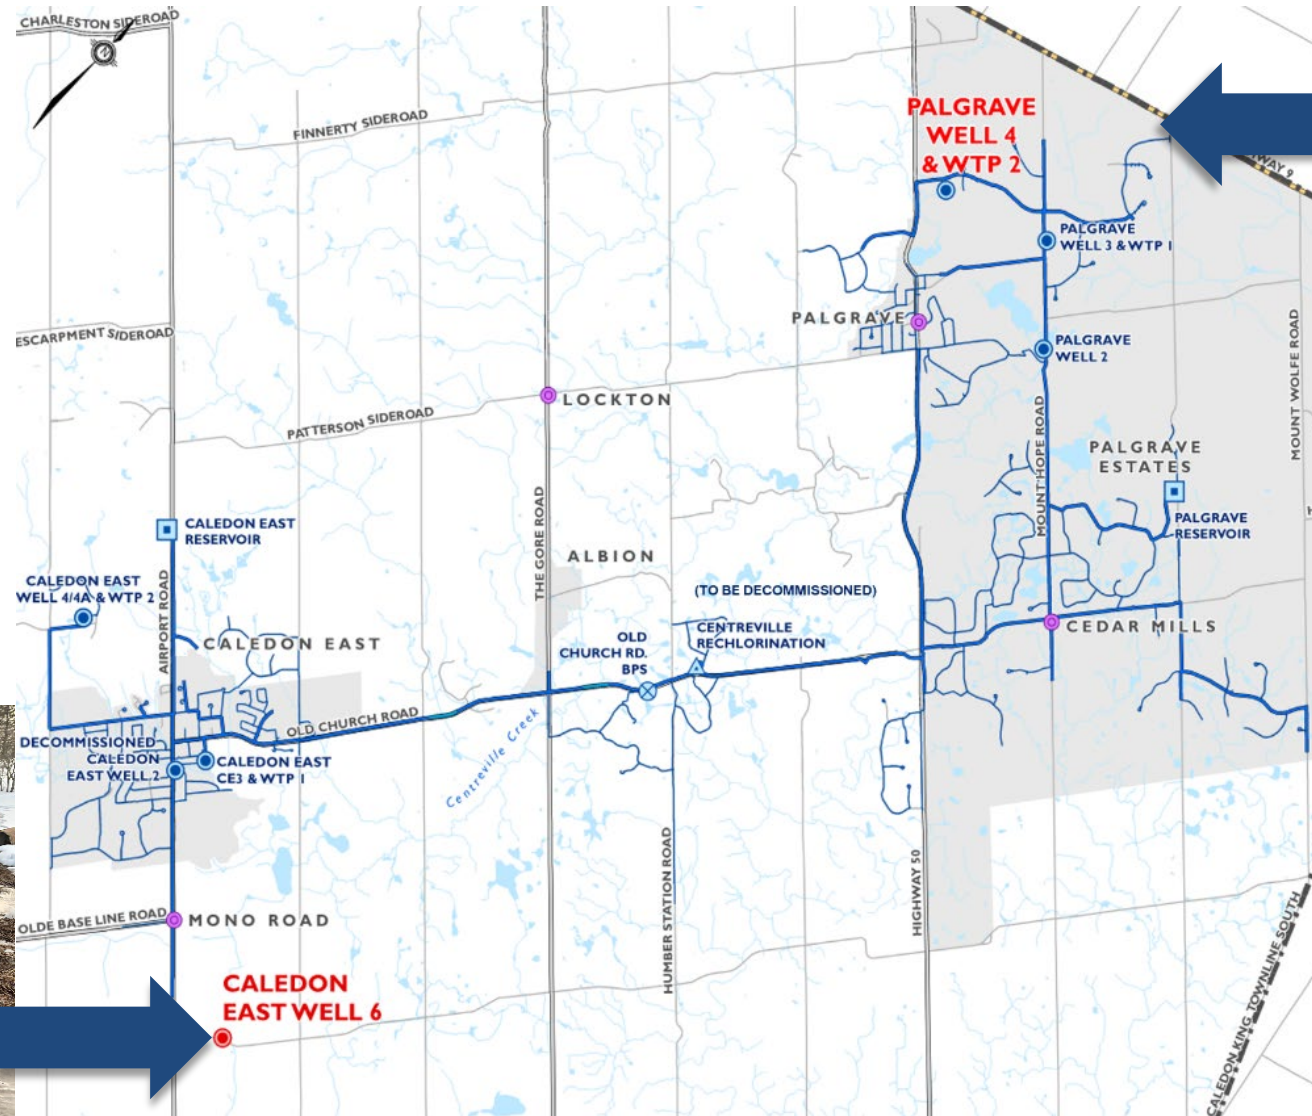 CHARLESTON SIDEROAD
N
FINNERTY SIDEROAD
PALGRAVE
WELL 4
& WTP 2
WAY 9
PALGRAVE
WELL 3 & WTP 1
PALGRAVE
ESCARPMENT SIDEROAD
PALGRAVE
WELL 2
MOUNT WOLFE ROAD
LOCKTON
PATTERSON SIDEROAD
MOUNT HOPE ROAD
PALGRAVE
ESTATES
CALEDON EAST
RESERVOIR
THE GORE ROAD
PALGRAVE
RESERVOIR
ALBION
CALEDON EAST
WELL 4/4A & WTP 2
AIRPORT ROAD
(TO BE DECOMMISSIONED)
CALEDON EAST
OLD
CHURCH RD.
BPS
CENTREVILLE
RECHLORINATION
CEDAR MILLS
OLD CHURCH ROAD
DECOMMISSIONED
CALEDON
EAST WELL 2
CALEDON EAST
CE3 & WTP 1
Centreville Creek
HUMBER STATION ROAD
HIGHWAY 50
OLDE BASE LINE ROAD
MONO ROAD
CALEDON
EAST WELL 6
CALEDON KING TOWNLINE SOUTH